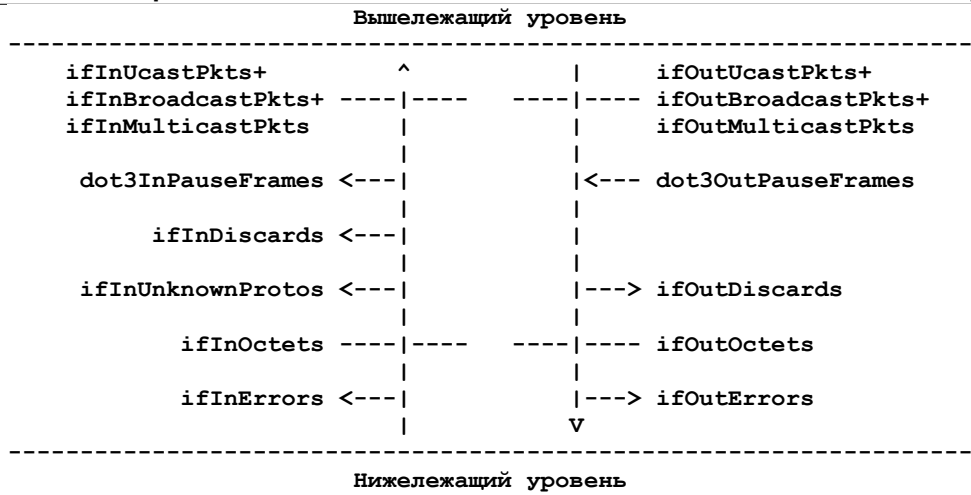 Вышележащий уровень
----------------------------------------------------------------------
ifInUcastPkts+ ^ | ifOutUcastPkts+
ifInBroadcastPkts+ ----|---- ----|---- ifOutBroadcastPkts+
ifInMulticastPkts | | ifOutMulticastPkts
| |
dot3InPauseFrames <---| |<--- dot3OutPauseFrames
| |
ifInDiscards <---| |
| |
ifInUnknownProtos <---| |---> ifOutDiscards
| |
ifInOctets ----|---- ----|---- ifOutOctets
| |
ifInErrors <---| |---> ifOutErrors
| V
----------------------------------------------------------------------
Нижележащий уровень